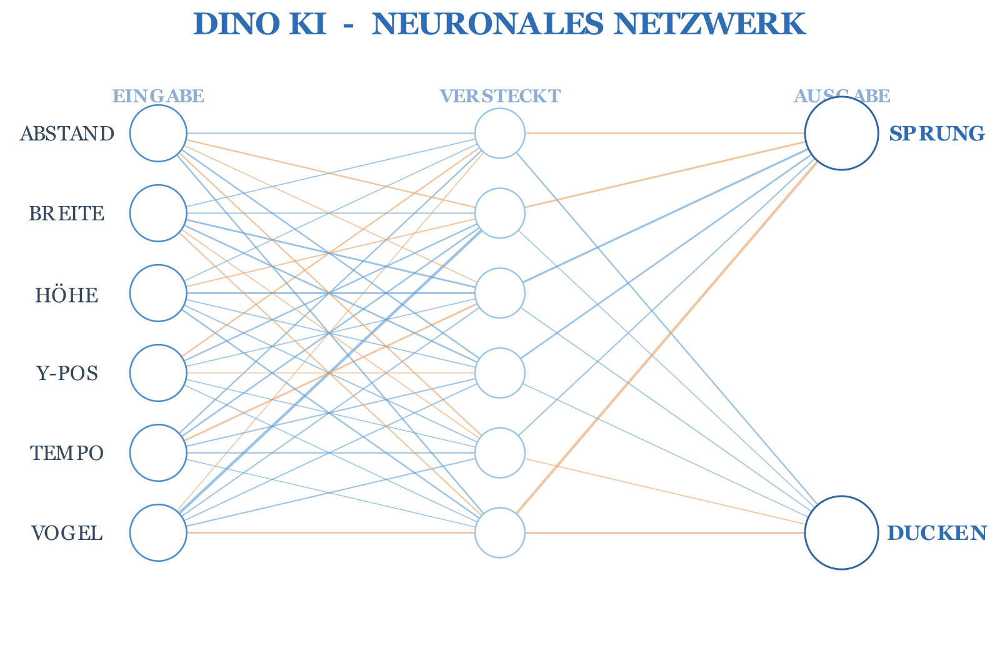 DINO KI - NEURONALES NETZWERK
EINGABE
VERSTECKT
AUSGABE
ABSTAND
SPRUNG
BREITE
HÖHE
Y-POS
TEMPO
VOGEL
DUCKEN